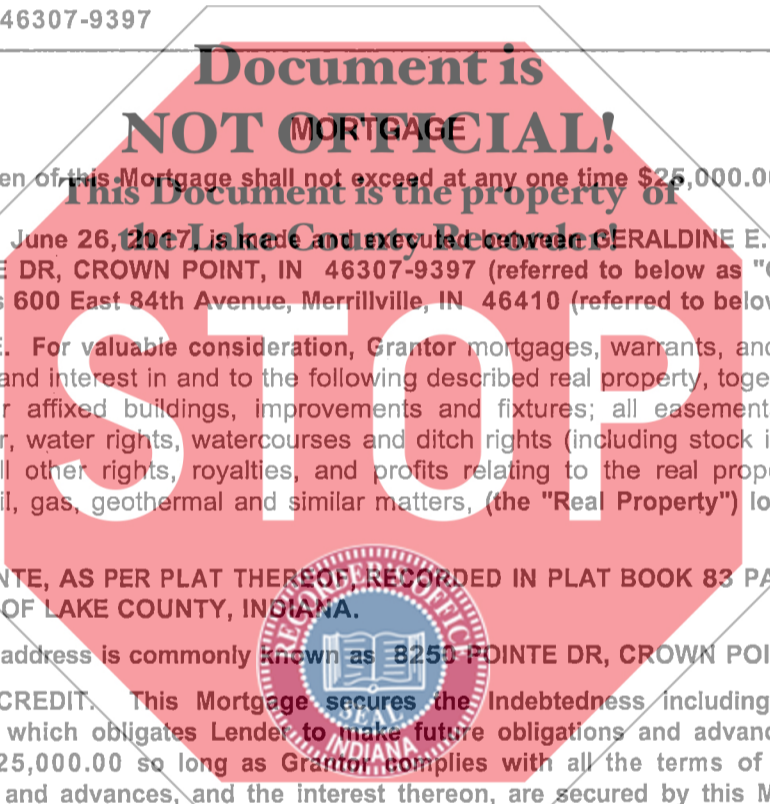 46307-9397
Document is
NOT OFFICIAL!
MORTGAGE
en of this Mortgage shall not exceed at any one time $25,000.0
This Document is the property of
the Lake County Recorder!
June 26, 2017, is made and executed between GERALDINE E.
E DR, CROWN POINT, IN 46307-9397 (referred to below as "
s 600 East 84th Avenue, Merrillville, IN 46410 (referred to belo
E. For valuable consideration, Grantor mortgages, warrants, an
and interest in and to the following described real property, toge
r affixed buildings, improvements and fixtures; all easement
r, water rights, watercourses and ditch rights (including stock i
ll other rights, royalties, and profits relating to the real prop
il, gas, geothermal and similar matters, (the "Real Property") lo
STOP
NTE, AS PER PLAT THEREOF, RECORDED IN PLAT BOOK 83 PA
OF LAKE COUNTY, INDIANA.
address is commonly known as 8250 POINTE DR, CROWN POI
CREDIT. This Mortgage secures the Indebtedness including
which obligates Lender to make future obligations and advanc
25,000.00 so long as Grantor complies with all the terms of
and advances, and the interest thereon, are secured by this M
RECORDER'S OFFICE
SEAL
INDIANA